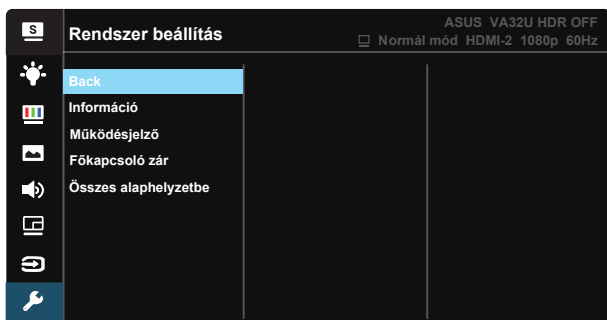 S
Rendszer beállítás
ASUS VA32U HDR OFF
Normál mód HDMI-2 1080p 60Hz
Back
Információ
Működésjelző
Főkapcsoló zár
Összes alaphelyzetbe